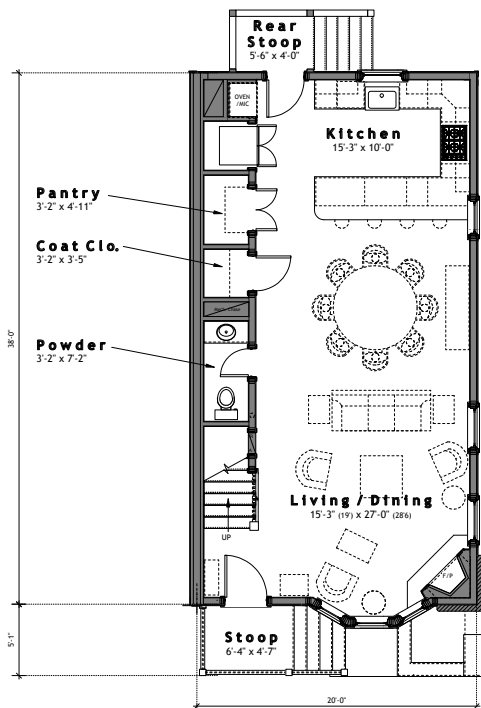 Rear
Stoop
5'-6" x 4'-0"
OVEN
/MIC
Kitchen
15'-3" x 10'-0"
Pantry
3'-2" x 4'-11"
Coat Clo.
3'-2" x 3'-5"
38'-0"
Powder
3'-2" x 7'-2"
Living / Dining
15'-3" (19') x 27'-0" (28'6)
UP
F/P
Stoop
6'-4" x 4'-7"
5'-1"
20'-0"